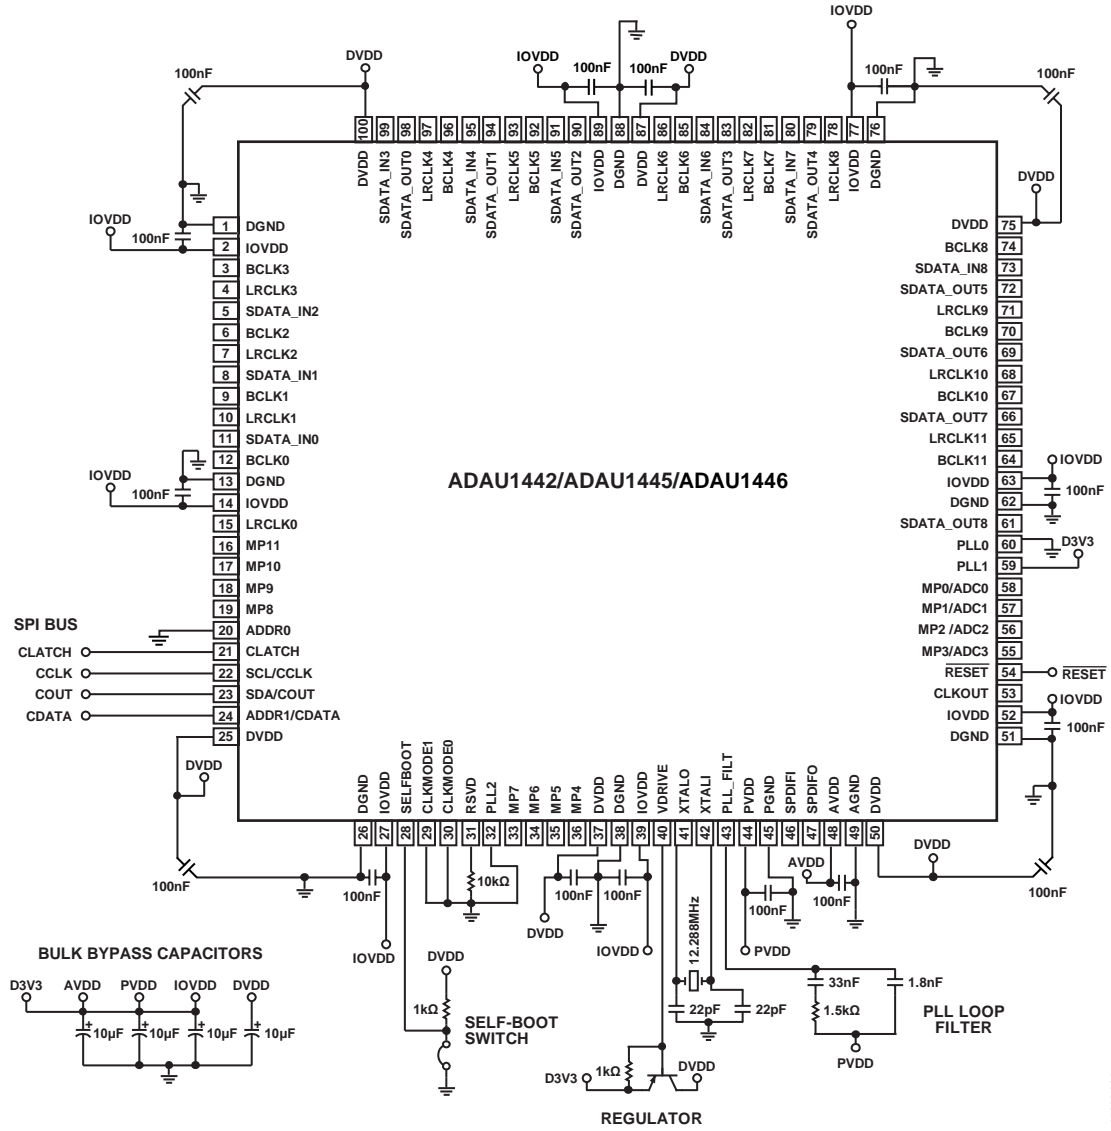 IOVDD
DVDD
IOVDD
DVDD
100nF
100nF
100nF
100nF
100nF
100 99 98 97 96 95 94 93 92 91 90 89 88 87 86 85 84 83 82 81 80 79 78 77 76
DVDD
SDATA_IN3
SDATA_OUT0
LRCLK4
BCLK4
SDATA_IN4
SDATA_OUT1
LRCLK5
BCLK5
SDATA_IN5
SDATA_OUT2
IOVDD
DGND
DVDD
LRCLK6
BCLK6
SDATA_IN6
SDATA_OUT3
LRCLK7
BCLK7
SDATA_IN7
SDATA_OUT4
LRCLK8
IOVDD
DGND
IOVDD
100nF
1 DGND
2 IOVDD
3 BCLK3
4 LRCLK3
5 SDATA_IN2
6 BCLK2
7 LRCLK2
8 SDATA_IN1
9 BCLK1
10 LRCLK1
11 SDATA_IN0
12 BCLK0
13 DGND
14 IOVDD
15 LRCLK0
16 MP11
17 MP10
18 MP9
19 MP8
20 ADDR0
21 CLATCH
22 SCL/CCLK
23 SDA/COUT
24 ADDR1/CDATA
25 DVDD
IOVDD
100nF
SPI BUS
CLATCH
CCLK
COUT
CDATA
DVDD
100nF
ADAU1442/ADAU1445/ADAU1446
DVDD
DVDD 75
BCLK8 74
SDATA_IN8 73
SDATA_OUT5 72
LRCLK9 71
BCLK9 70
SDATA_OUT6 69
LRCLK10 68
BCLK10 67
SDATA_OUT7 66
LRCLK11 65
BCLK11 64
IOVDD 63
DGND 62
SDATA_OUT8 61
PLL0 60
PLL1 59
MP0/ADC0 58
MP1/ADC1 57
MP2 /ADC2 56
MP3/ADC3 55
RESET 54
CLKOUT 53
IOVDD 52
DGND 51
IOVDD
100nF
D3V3
RESET
IOVDD
100nF
DGND
IOVDD
SELFBOOT
CLKMODE1
CLKMODE0
RSVD
PLL2
MP7
MP6
MP5
MP4
DVDD
DGND
IOVDD
VDRIVE
XTALO
XTALI
PLL_FILT
PVDD
PGND
SPDIFI
SPDIFO
AVDD
AGND
DVDD
26 27 28 29 30 31 32 33 34 35 36 37 38 39 40 41 42 43 44 45 46 47 48 49 50
100nF
IOVDD
10kΩ
100nF
100nF
DVDD
IOVDD
12.288MHz
22pF
22pF
100nF
PVDD
AVDD
100nF
DVDD
100nF
BULK BYPASS CAPACITORS
D3V3 AVDD PVDD IOVDD DVDD
+ + + +
10µF 10µF 10µF 10µF
DVDD
1kΩ
SELF-BOOT
SWITCH
D3V3
1kΩ
DVDD
REGULATOR
33nF
1.8nF
1.5kΩ
PVDD
PLL LOOP
FILTER